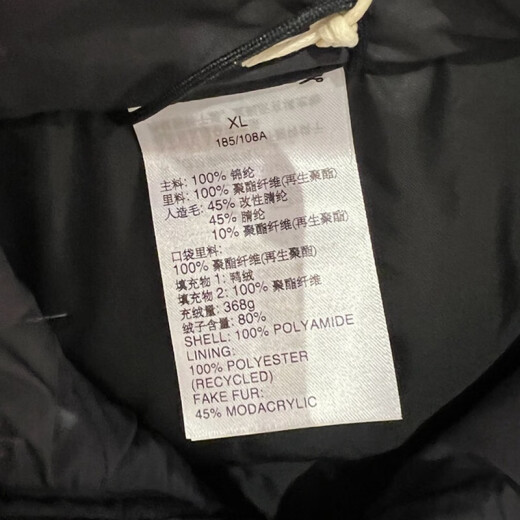 XL
185/108A
主料: 100% 锦纶
里料: 100% 聚酯纤维(再生聚酯)
人造毛: 45% 改性腈纶
45% 腈纶
10% 聚酯纤维(再生聚酯)
口袋里料:
100% 聚酯纤维(再生聚酯)
填充物 1: 鸭绒
填充物 2: 100% 聚酯纤维
充绒量: 368g
绒子含量: 80%
SHELL: 100% POLYAMIDE
LINING:
100% POLYESTER
(RECYCLED)
FAKE FUR:
45% MODACRYLIC